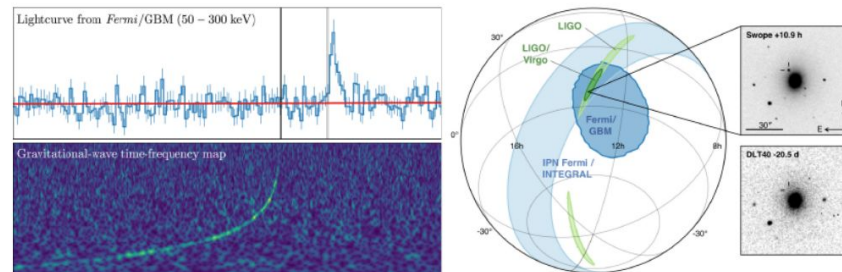 Lightcurve from Fermi/GBM (50 – 300 keV)
Gravitational-wave time-frequency map
LIGO
LIGO/
Virgo
Fermi/
GBM
IPN Fermi /
INTEGRAL
30°
30°
0°
16h
12h
8h
-30°
-30°
Swope +10.9 h
30"
E
DLT40 -20.5 d